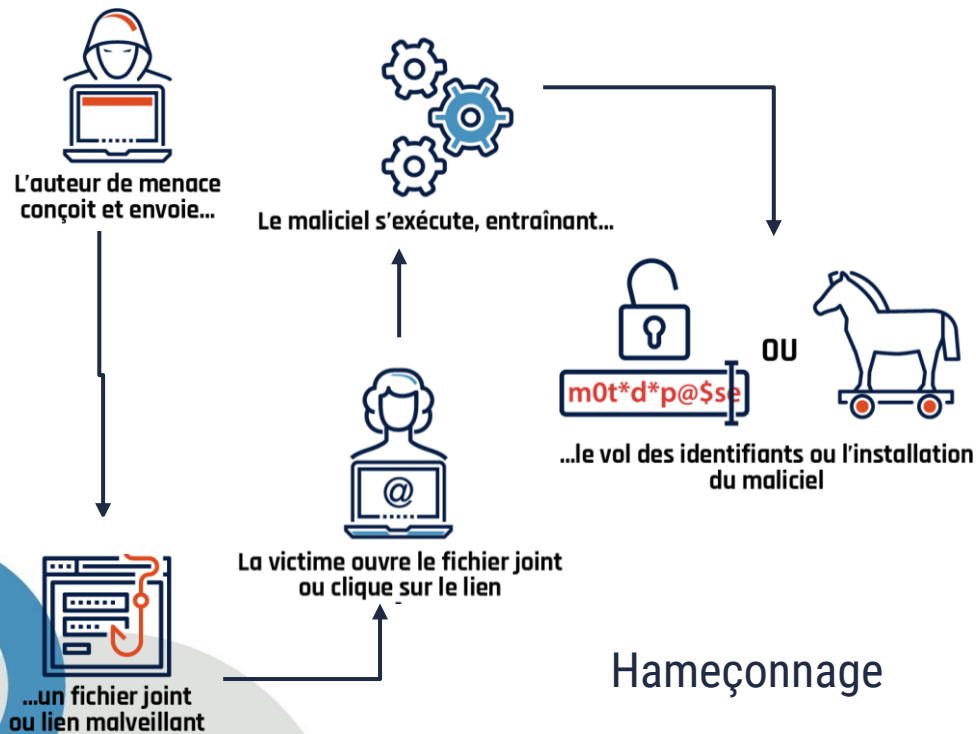 L'auteur de menace
conçoit et envoie...
...un fichier joint
ou lien malveillant
La victime ouvre le fichier joint
ou clique sur le lien
@
Le maliciel s'exécute, entraînant...
m0t*d*p@$se
OU
...le vol des identifiants ou l'installation
du maliciel
Hameçonnage